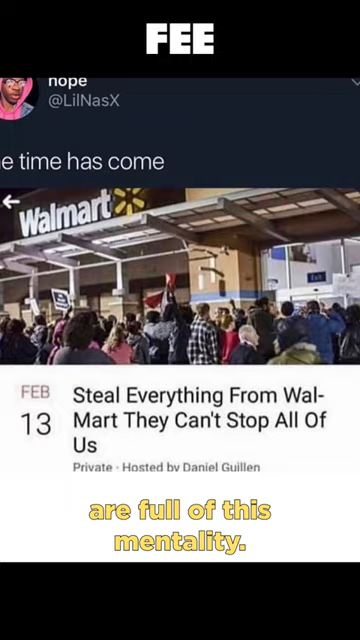 FEE
nope
@LilNasX
e time has come
Walmart
FEB
13
Steal Everything From Wal-
Mart They Can't Stop All Of
Us
Private · Hosted by Daniel Guillen
are full of this
mentality.